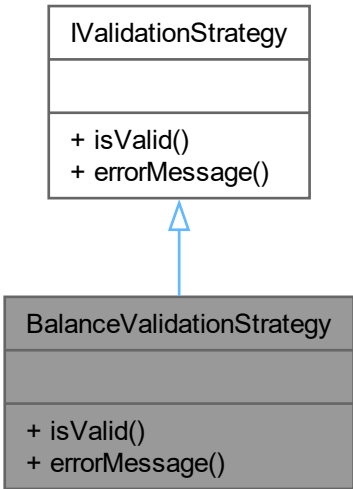 IValidationStrategy
+ isValid()
+ errorMessage()
BalanceValidationStrategy
+ isValid()
+ errorMessage()